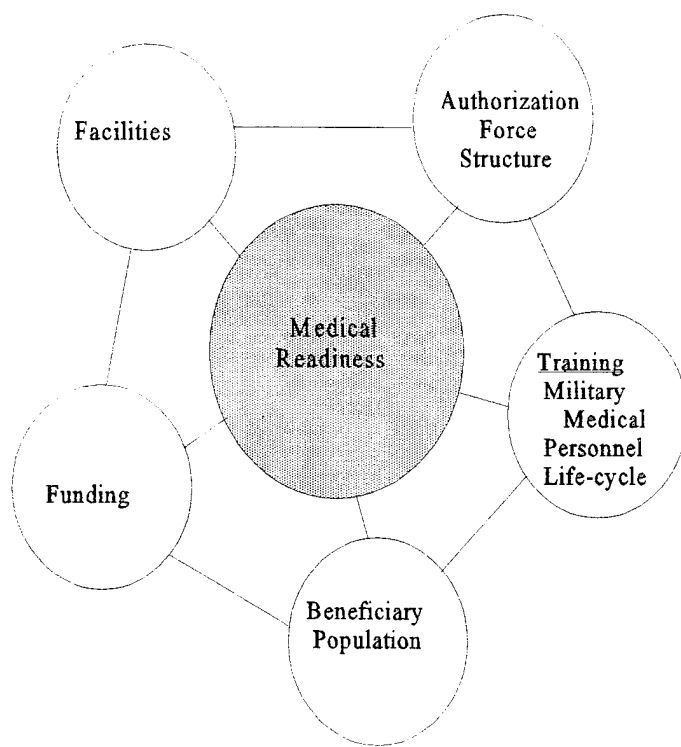 Facilities
Authorization
Force
Structure
Medical
Readiness
Training
Military
Medical
Personnel
Life-cycle
Funding
Beneficiary
Population